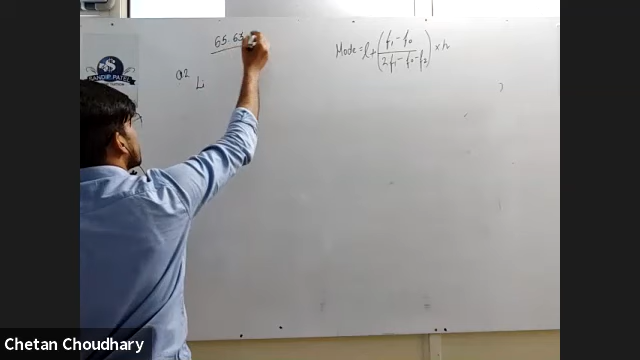 65.63
Mode = l + ( f₁ - f₀ / 2f₁ - f₀ - f₂ ) × h
Q2
L
SANDIP PATEL
Chetan Choudhary